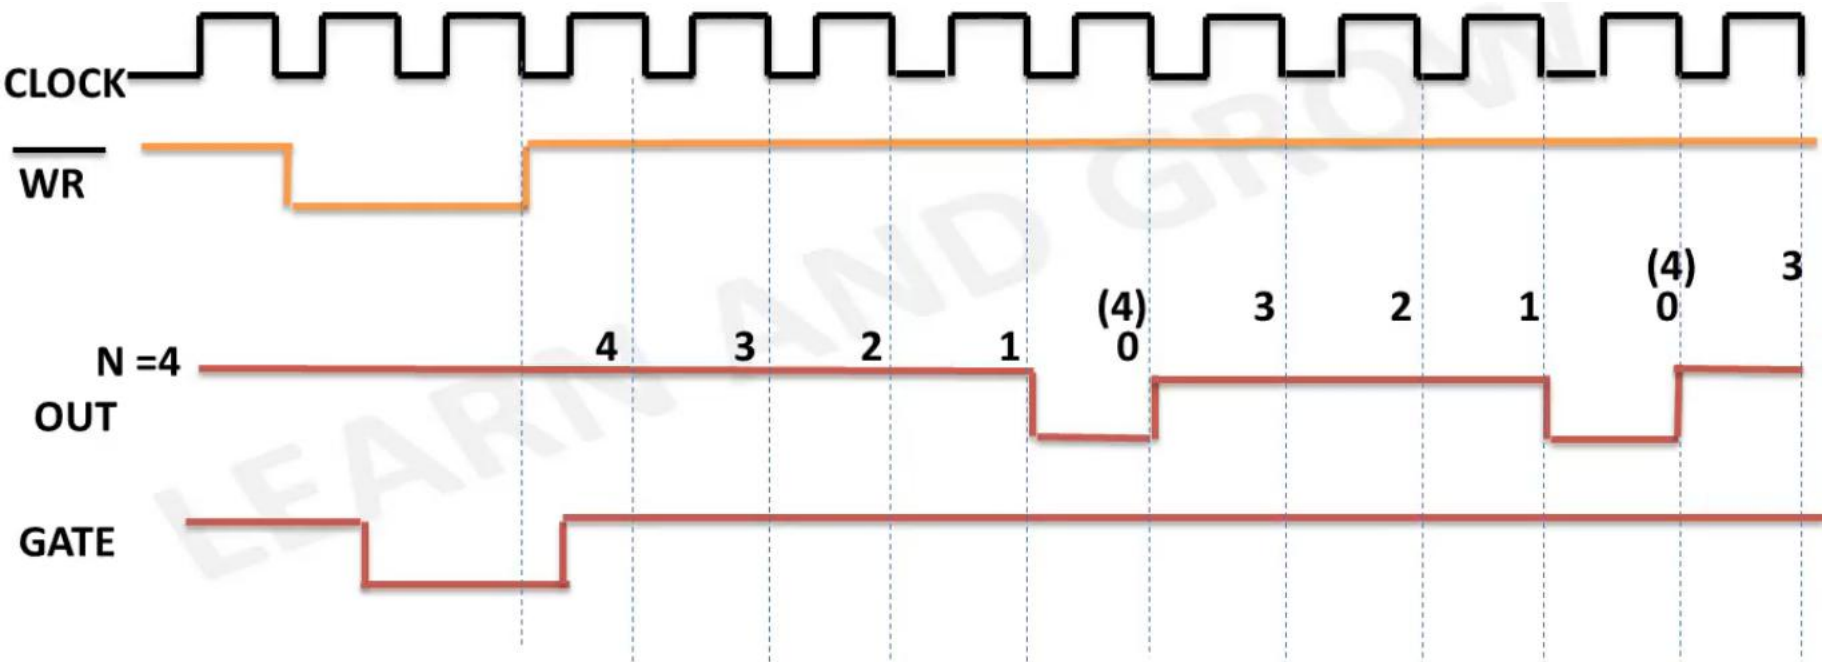 CLOCK
WR
(4) 3
(4) 3 2 1 0
N =4 4 3 2 1 0
OUT
GATE
LEARN AND GROW